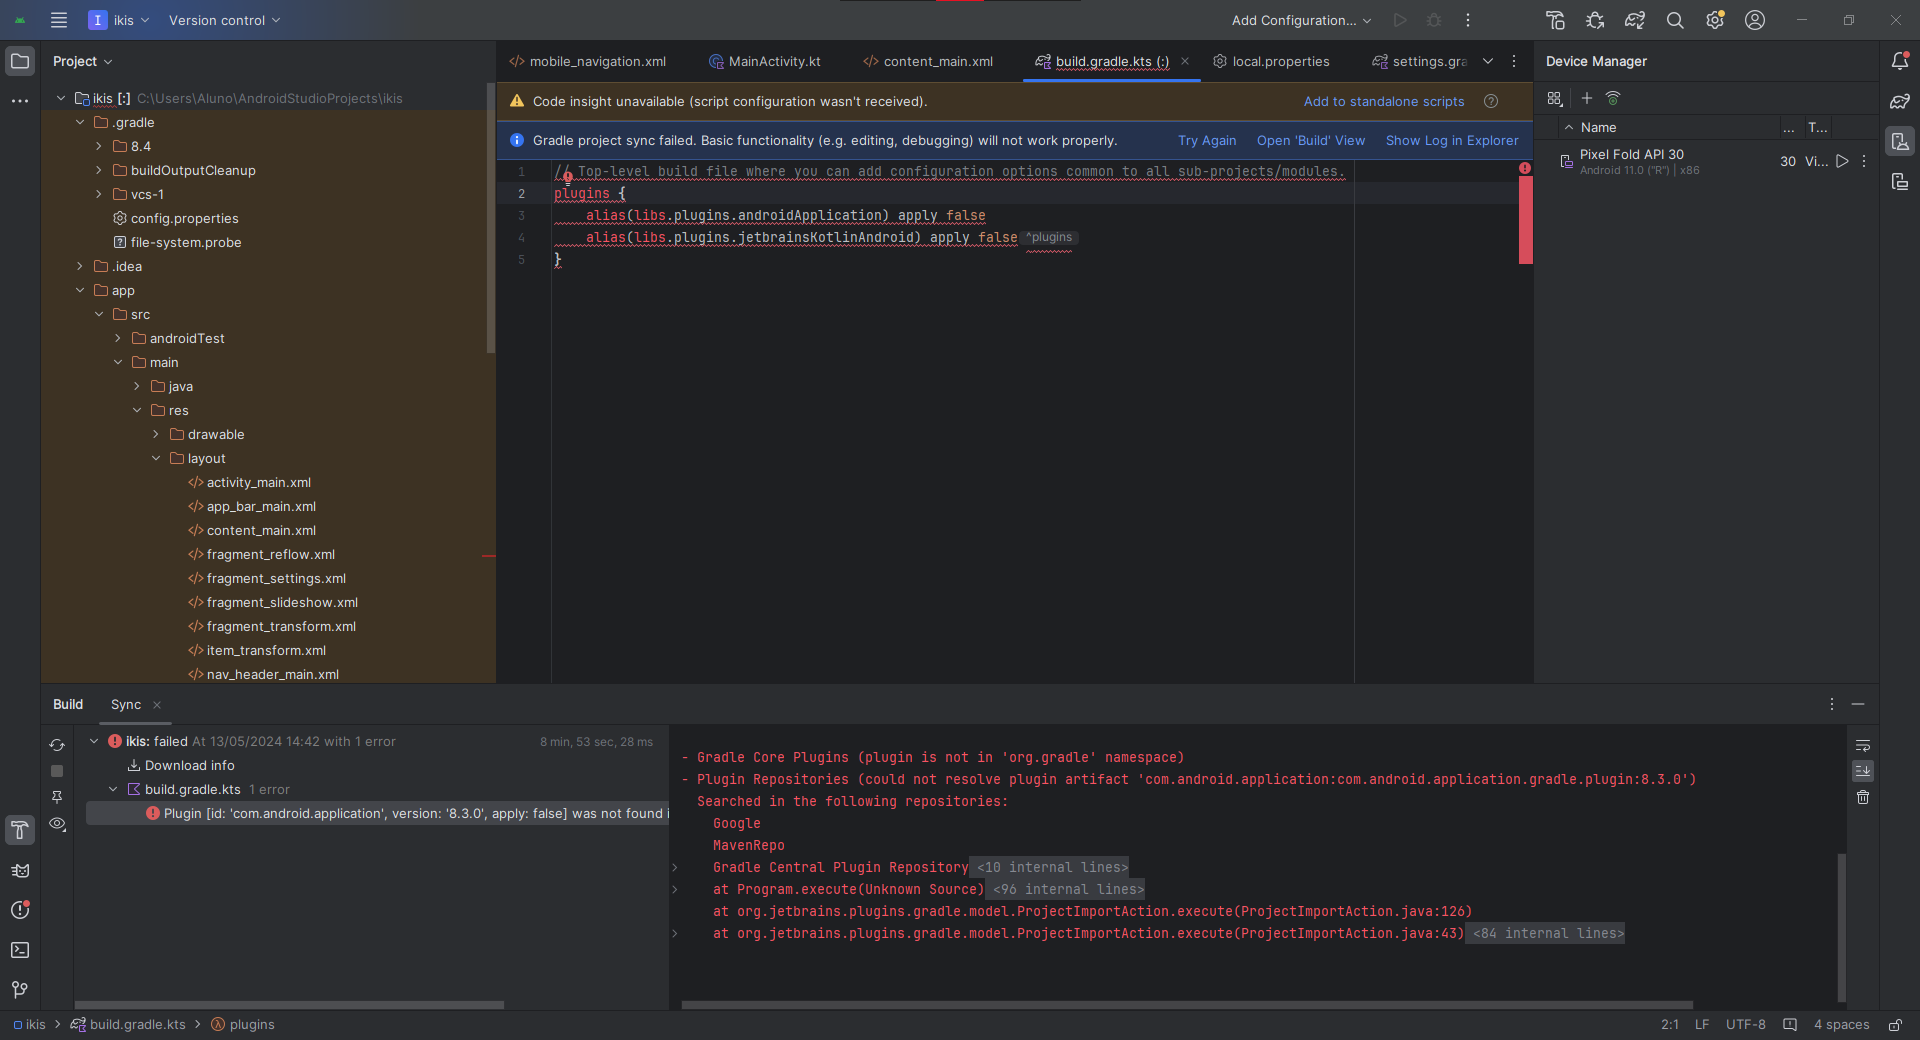 I ikis Version control Add Configuration...
Project
ikis [:] C:\Users\Aluno\AndroidStudioProjects\ikis
.gradle
8.4
buildOutputCleanup
vcs-1
config.properties
file-system.probe
.idea
app
src
androidTest
main
java
res
drawable
layout
activity_main.xml
app_bar_main.xml
content_main.xml
fragment_reflow.xml
fragment_settings.xml
fragment_slideshow.xml
fragment_transform.xml
item_transform.xml
nav_header_main.xml
mobile_navigation.xml MainActivity.kt content_main.xml build.gradle.kts (:) local.properties settings.gra
Code insight unavailable (script configuration wasn't received). Add to standalone scripts
Gradle project sync failed. Basic functionality (e.g. editing, debugging) will not work properly. Try Again Open 'Build' View Show Log in Explorer
1 // Top-level build file where you can add configuration options common to all sub-projects/modules.
2 plugins {
3 alias(libs.plugins.androidApplication) apply false
4 alias(libs.plugins.jetbrainsKotlinAndroid) apply false ^plugins
5 }
Device Manager
Name ... T...
Pixel Fold API 30 30 Vi...
Android 11.0 ("R") | x86
Build Sync
ikis: failed At 13/05/2024 14:42 with 1 error 8 min, 53 sec, 28 ms
Download info
build.gradle.kts 1 error
Plugin [id: 'com.android.application', version: '8.3.0', apply: false] was not found i
- Gradle Core Plugins (plugin is not in 'org.gradle' namespace)
- Plugin Repositories (could not resolve plugin artifact 'com.android.application:com.android.application.gradle.plugin:8.3.0')
Searched in the following repositories:
Google
MavenRepo
Gradle Central Plugin Repository <10 internal lines>
at Program.execute(Unknown Source) <96 internal lines>
at org.jetbrains.plugins.gradle.model.ProjectImportAction.execute(ProjectImportAction.java:126)
at org.jetbrains.plugins.gradle.model.ProjectImportAction.execute(ProjectImportAction.java:43) <84 internal lines>
ikis > build.gradle.kts > plugins
2:1 LF UTF-8 4 spaces